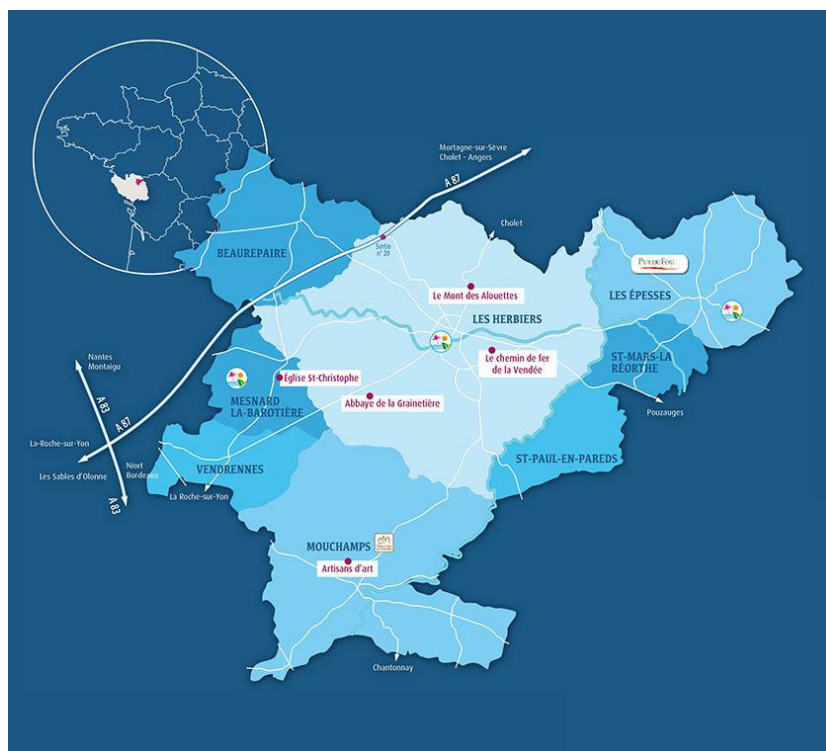 Mortagne-sur-Sèvre
Cholet - Angers
A 87
Cholet
Sortie
n° 29
BEAUREPAIRE
PUY DU FOU
Le Mont des Alouettes
LES ÉPESSES
LES HERBIERS
Nantes
Montaigu
Le chemin de fer
de la Vendée
ST-MARS-LA
RÉORTHE
Église St-Christophe
MESNARD
LA-BAROTIÈRE
Abbaye de la Grainetière
Pouzauges
A 83
A 87
La-Roche-sur-Yon
ST-PAUL-EN-PAREDS
VENDRENNES
Les Sables d'Olonne
Niort
Bordeaux
La Roche-sur-Yon
A 83
MOUCHAMPS
Artisans d'art
Chantonnay